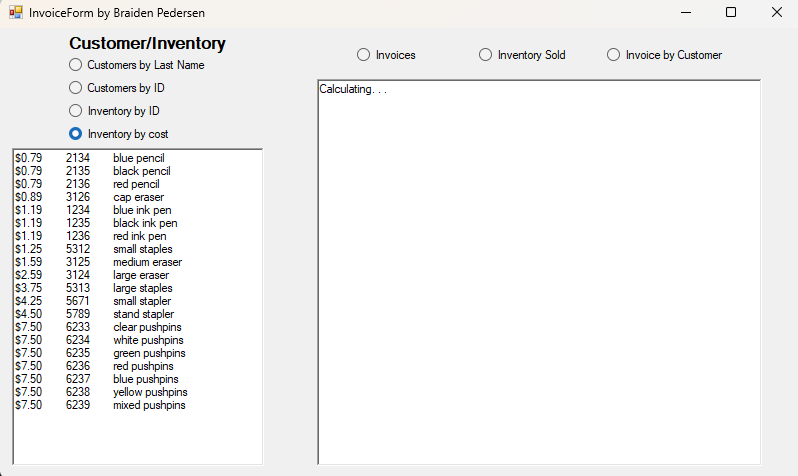 InvoiceForm by Braiden Pedersen
Customer/Inventory
Customers by Last Name
Customers by ID
Inventory by ID
Inventory by cost
$0.79 2134 blue pencil
$0.79 2135 black pencil
$0.79 2136 red pencil
$0.89 3126 cap eraser
$1.19 1234 blue ink pen
$1.19 1235 black ink pen
$1.19 1236 red ink pen
$1.25 5312 small staples
$1.59 3125 medium eraser
$2.59 3124 large eraser
$3.75 5313 large staples
$4.25 5671 small stapler
$4.50 5789 stand stapler
$7.50 6233 clear pushpins
$7.50 6234 white pushpins
$7.50 6235 green pushpins
$7.50 6236 red pushpins
$7.50 6237 blue pushpins
$7.50 6238 yellow pushpins
$7.50 6239 mixed pushpins
Invoices Inventory Sold Invoice by Customer
Calculating. . .